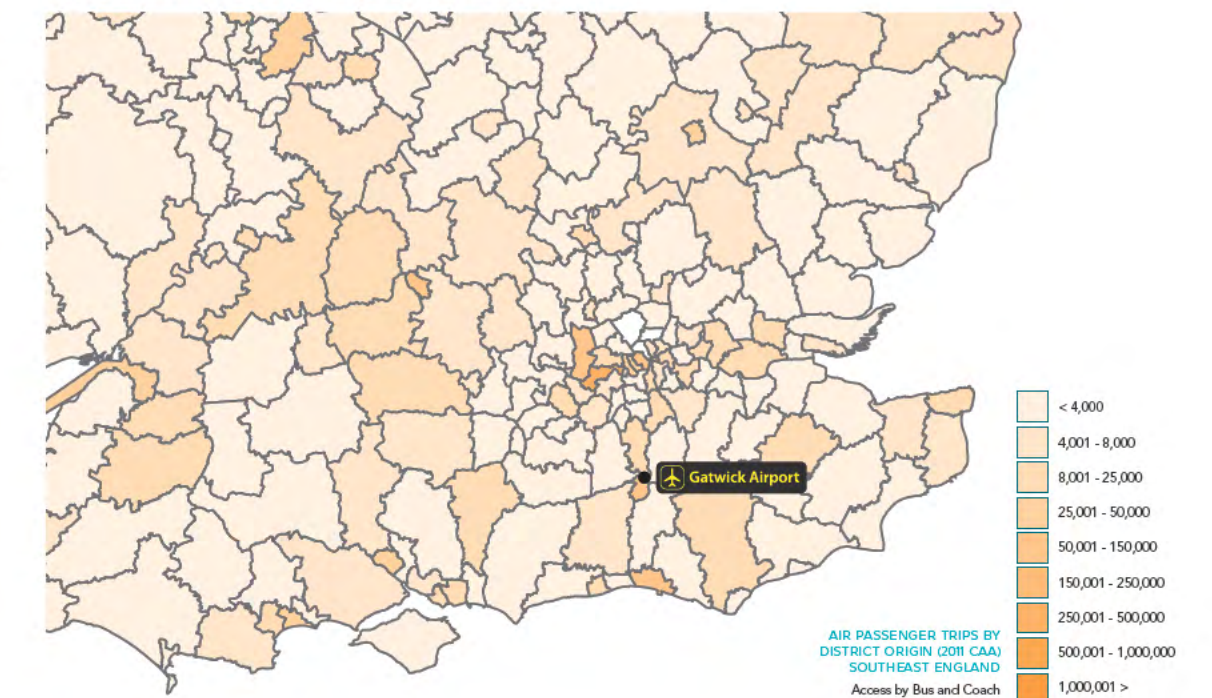 Gatwick Airport
< 4,000
4,001 - 8,000
8,001 - 25,000
25,001 - 50,000
50,001 - 150,000
150,001 - 250,000
250,001 - 500,000
500,001 - 1,000,000
1,000,001 >
AIR PASSENGER TRIPS BY
DISTRICT ORIGIN (2011 CAA)
SOUTHEAST ENGLAND
Access by Bus and Coach